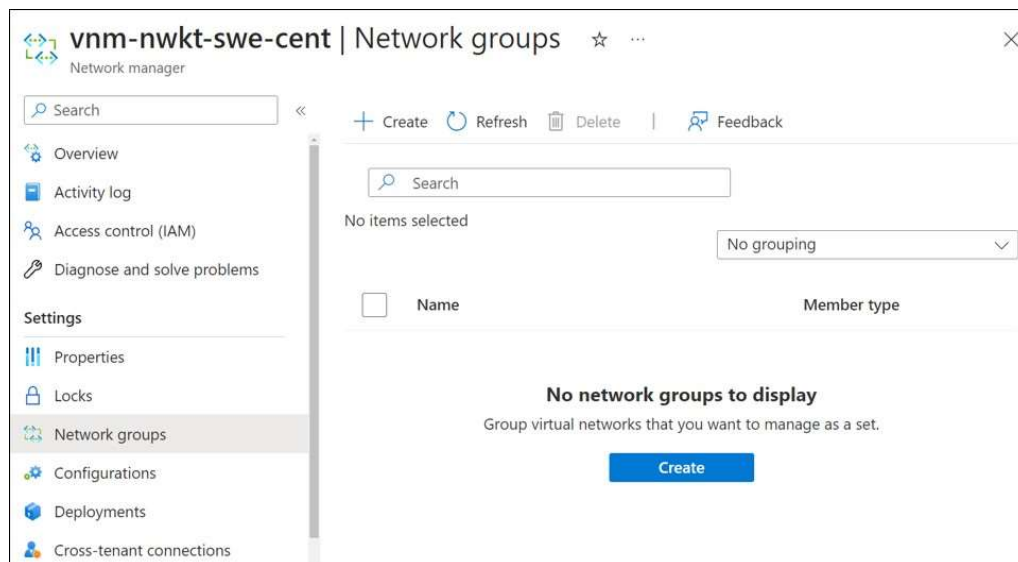 vnm-nwkt-swe-cent | Network groups
Network manager
Search
Overview
Activity log
Access control (IAM)
Diagnose and solve problems
Settings
Properties
Locks
Network groups
Configurations
Deployments
Cross-tenant connections
Create Refresh Delete | Feedback
Search
No items selected
No grouping
Name Member type
No network groups to display
Group virtual networks that you want to manage as a set.
Create